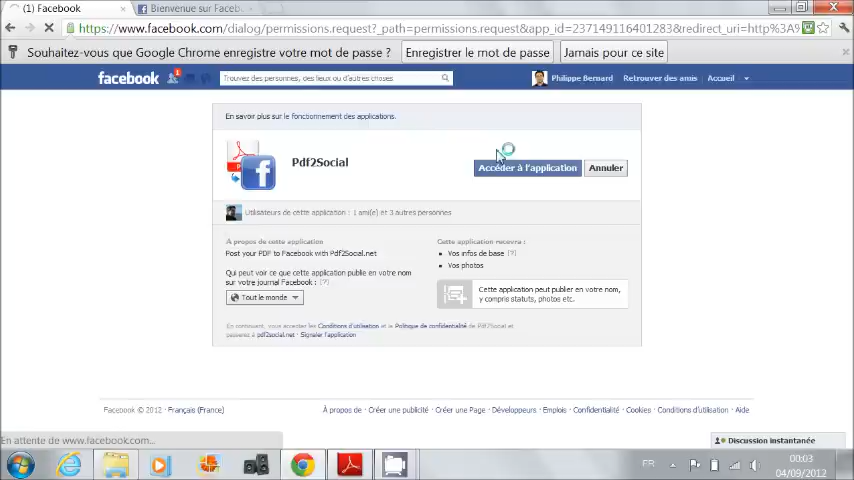 (1) Facebook
Bienvenue sur Faceb
https://www.facebook.com/dialog/permissions.request?_path=permissions.request&app_id=237149116401283&redirect_uri=http%3A%
Souhaitez-vous que Google Chrome enregistre votre mot de passe ? Enregistrer le mot de passe Jamais pour ce site
facebook 1 Trouvez des personnes, des lieux ou d'autres choses Philippe Bernard Retrouver des amis Accueil
En savoir plus sur le fonctionnement des applications.
Pdf2Social
Accéder à l'application Annuler
Utilisateurs de cette application : 1 ami(e) et 3 autres personnes
A propos de cette application
Post your PDF to Facebook with Pdf2Social.net
Qui peut voir ce que cette application publie en votre nom
sur votre journal Facebook : [?]
Tout le monde
Cette application recevra :
Vos infos de base [?]
Vos photos
Cette application peut publier en votre nom,
y compris statuts, photos etc.
En continuant, vous acceptez les Conditions d'utilisation et la Politique de confidentialité de Pdf2Social et
passerez à pdf2social.net · Signaler l'application
Facebook © 2012 · Français (France)
À propos de · Créer une publicité · Créer une Page · Développeurs · Emplois · Confidentialité · Cookies · Conditions d'utilisation · Aide
En attente de www.facebook.com...
Discussion instantanée
FR
00:03
04/09/2012